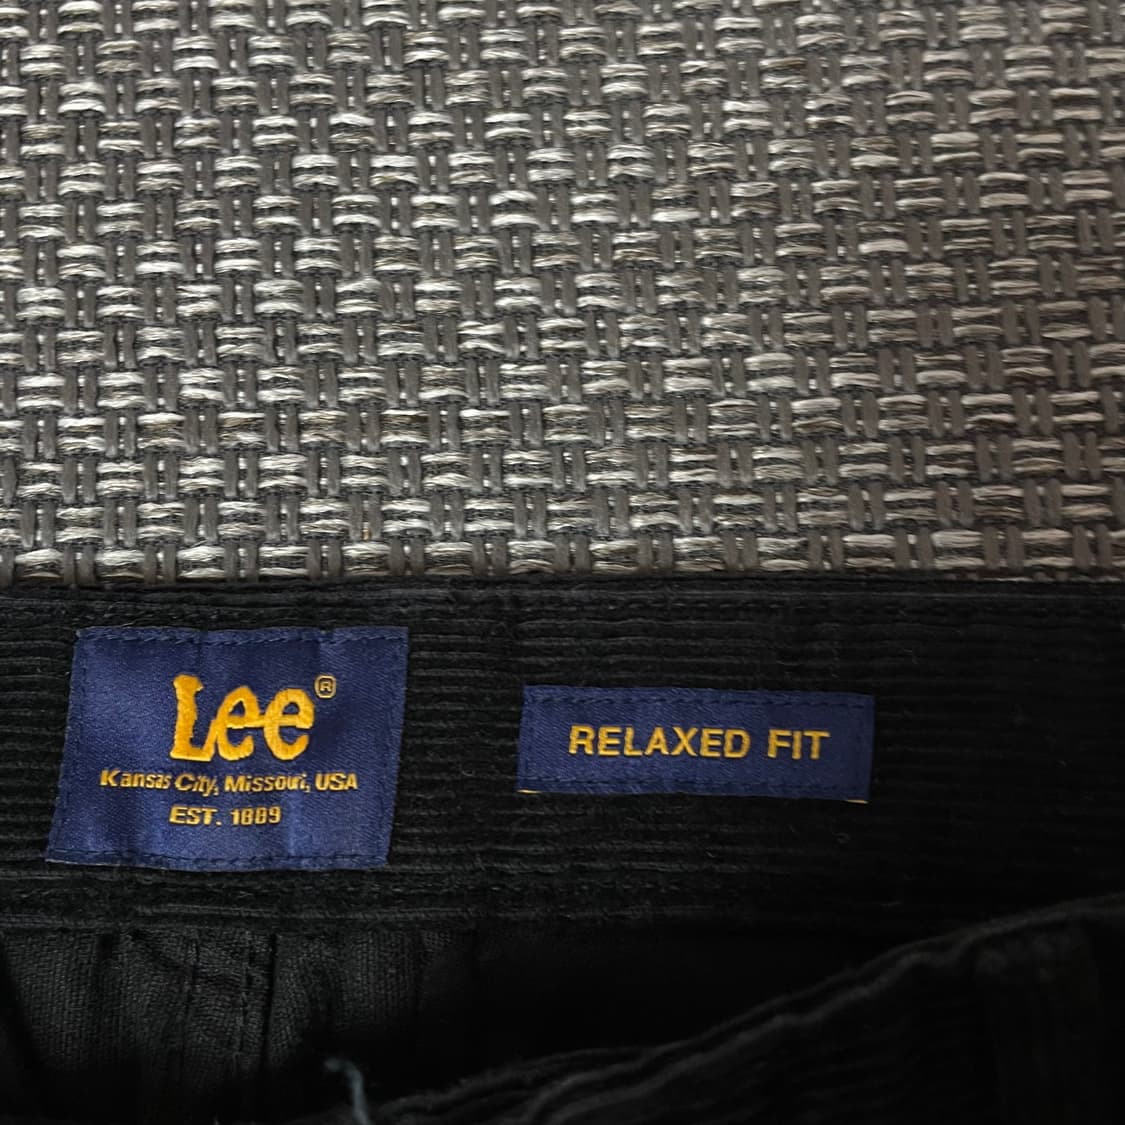 Lee®
Kansas City, Missouri, USA
EST. 1889
RELAXED FIT